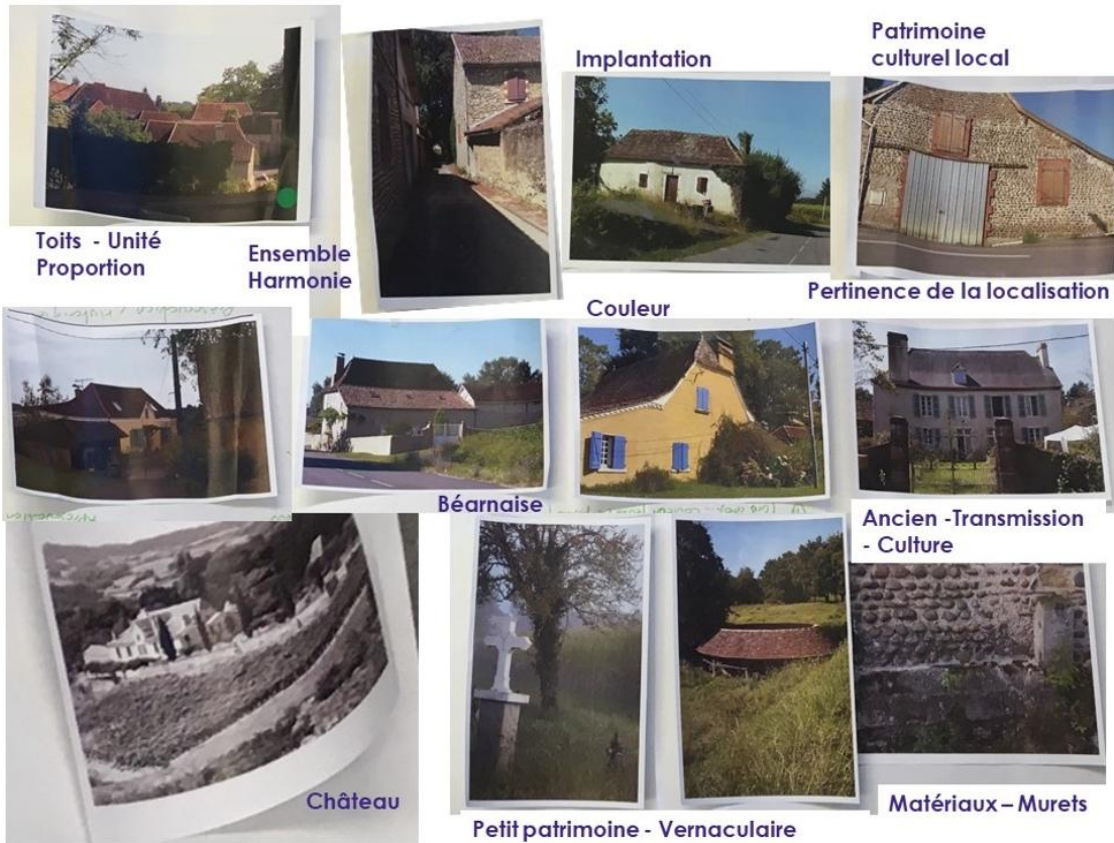 Implantation
Patrimoine
culturel local
Toits - Unité
Proportion
Ensemble
Harmonie
Pertinence de la localisation
Couleur
Béarnaise
Ancien -Transmission
- Culture
Château
Matériaux – Murets
Petit patrimoine - Vernaculaire